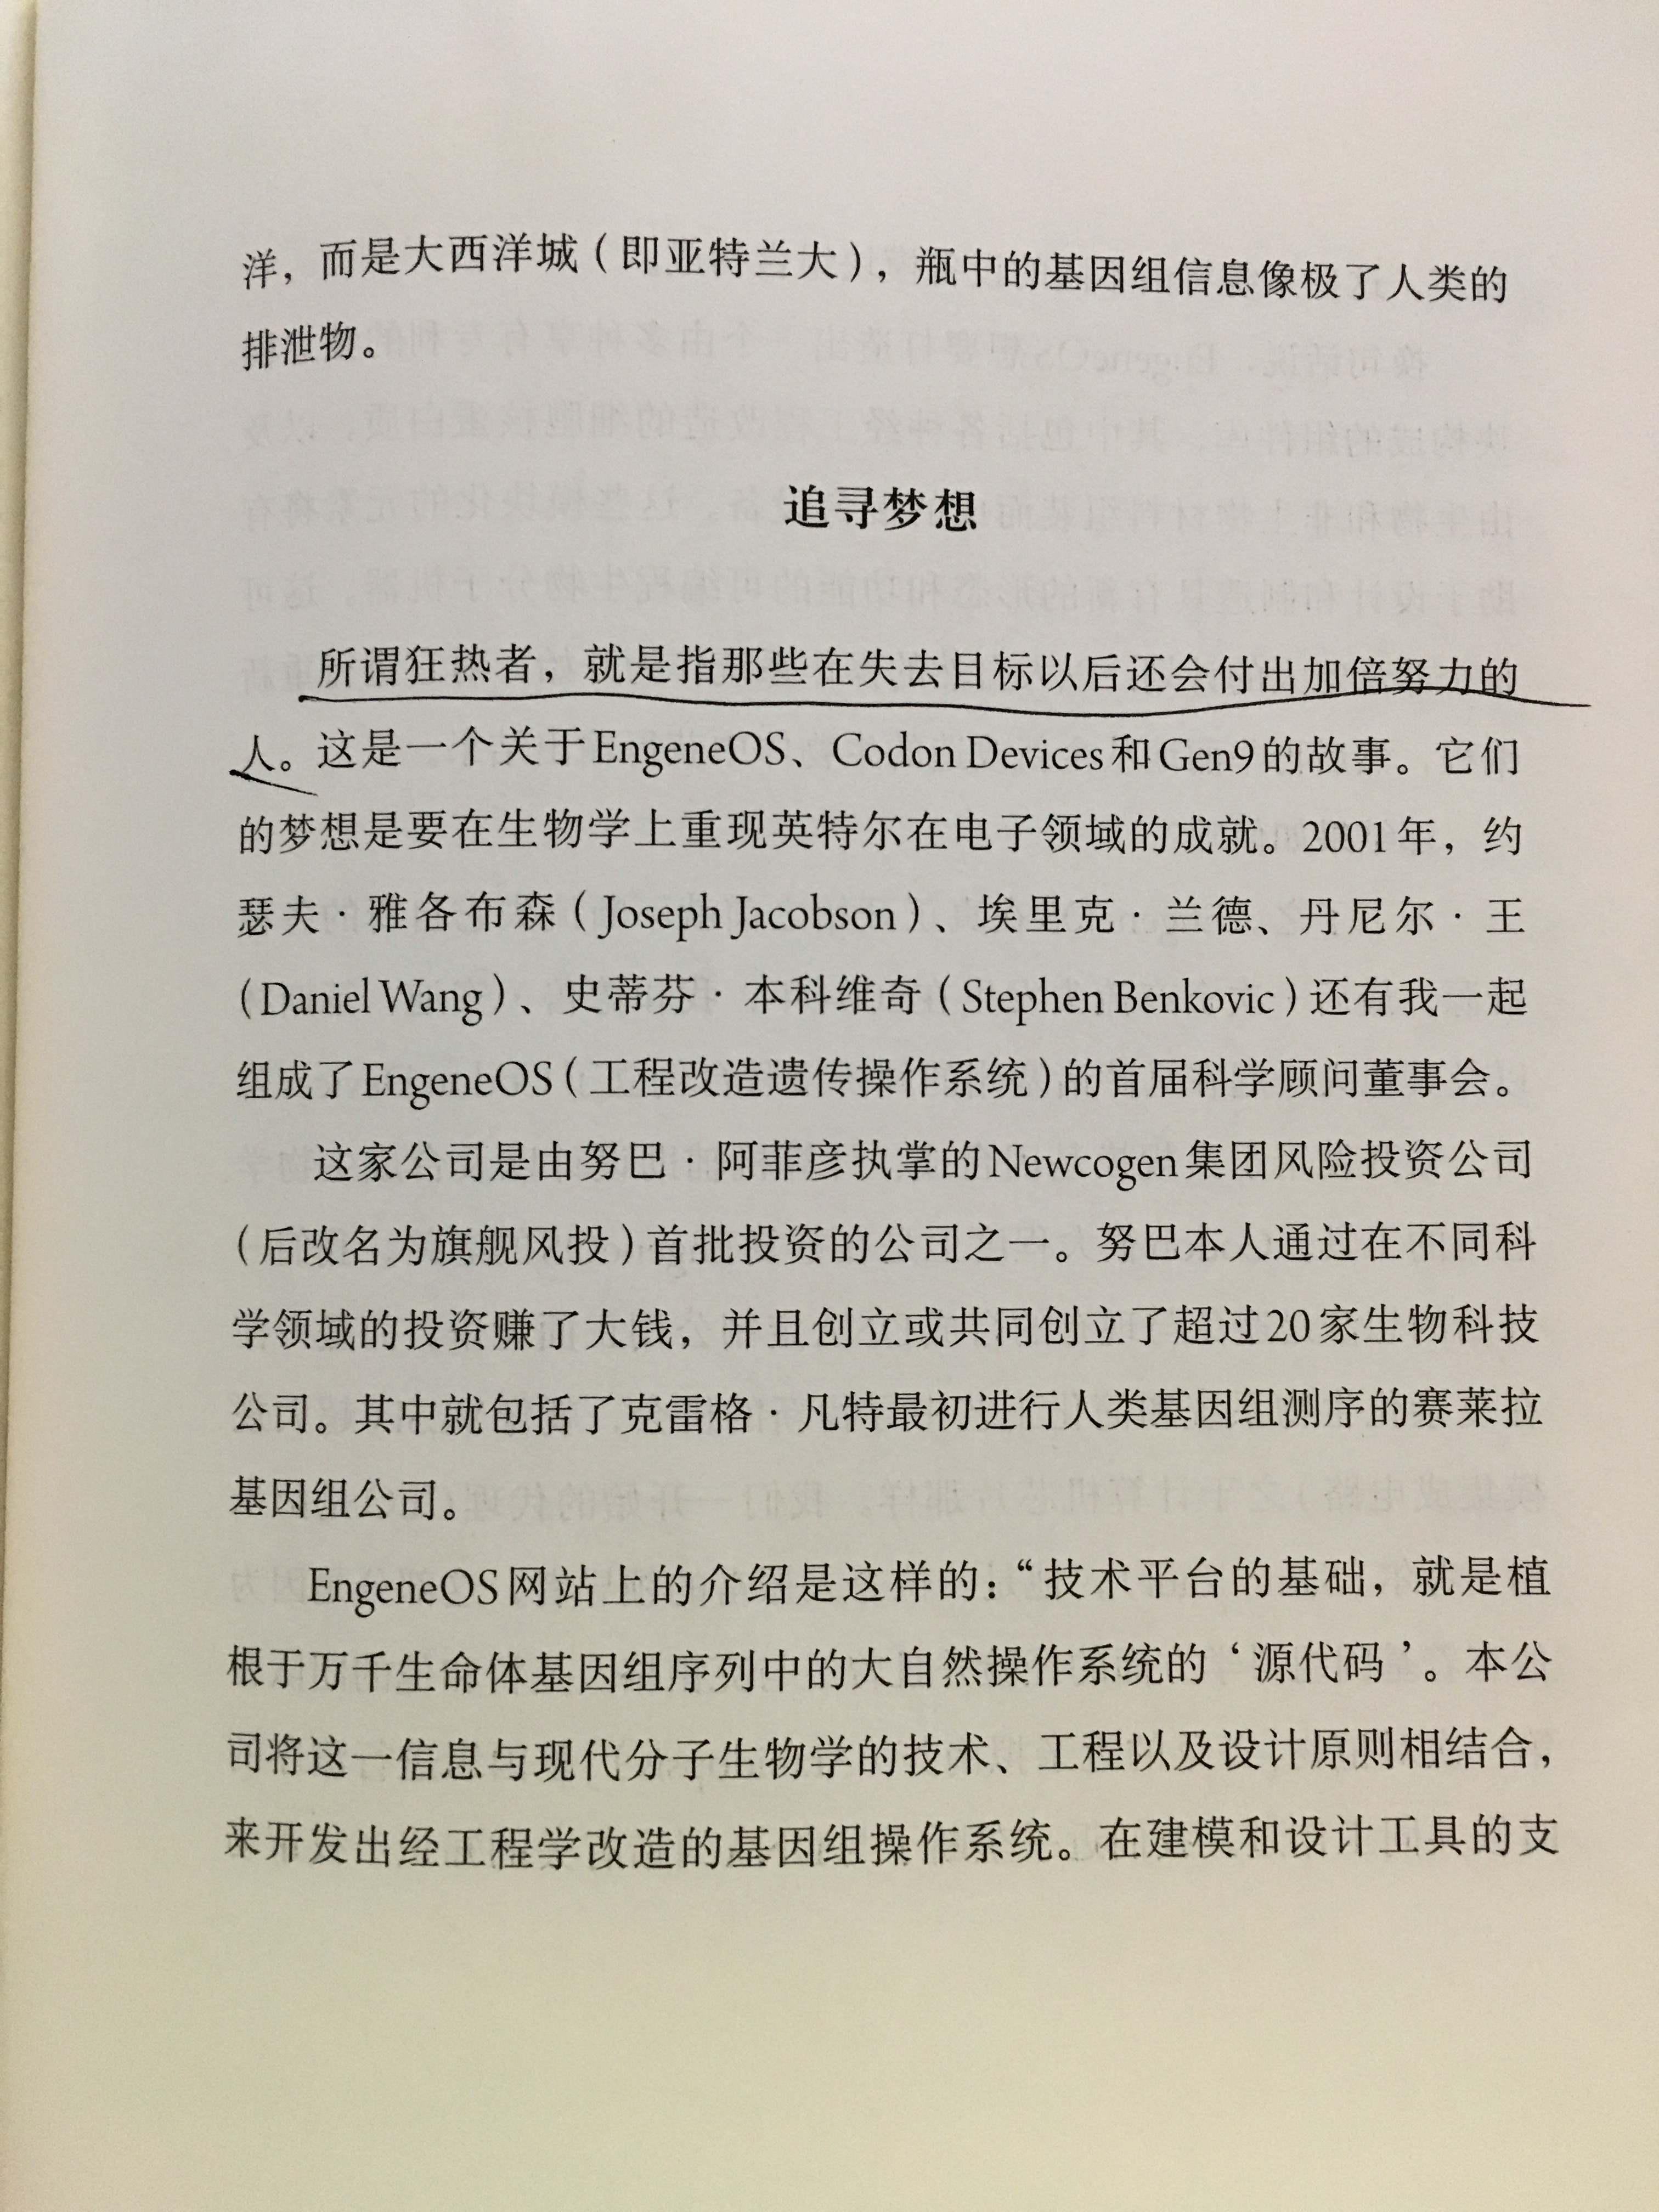 洋，而是大西洋城（即亚特兰大），瓶中的基因组信息像极了人类的
排泄物。
追寻梦想
所谓狂热者，就是指那些在失去目标以后还会付出加倍努力的
人。这是一个关于EngeneOS、Codon Devices和Gen9的故事。它们
的梦想是要在生物学上重现英特尔在电子领域的成就。2001年，约
瑟夫·雅各布森（Joseph Jacobson）、埃里克·兰德、丹尼尔·王
（Daniel Wang）、史蒂芬·本科维奇（Stephen Benkovic）还有我一起
组成了EngeneOS（工程改造遗传操作系统）的首届科学顾问董事会。
这家公司是由努巴·阿菲彦执掌的Newcogen集团风险投资公司
（后改名为旗舰风投）首批投资的公司之一。努巴本人通过在不同科
学领域的投资赚了大钱，并且创立或共同创立了超过20家生物科技
公司。其中就包括了克雷格·凡特最初进行人类基因组测序的赛莱拉
基因组公司。
EngeneOS网站上的介绍是这样的：“技术平台的基础，就是植
根于万千生命体基因组序列中的大自然操作系统的‘源代码’。本公
司将这一信息与现代分子生物学的技术、工程以及设计原则相结合，
来开发出经工程学改造的基因组操作系统。在建模和设计工具的支